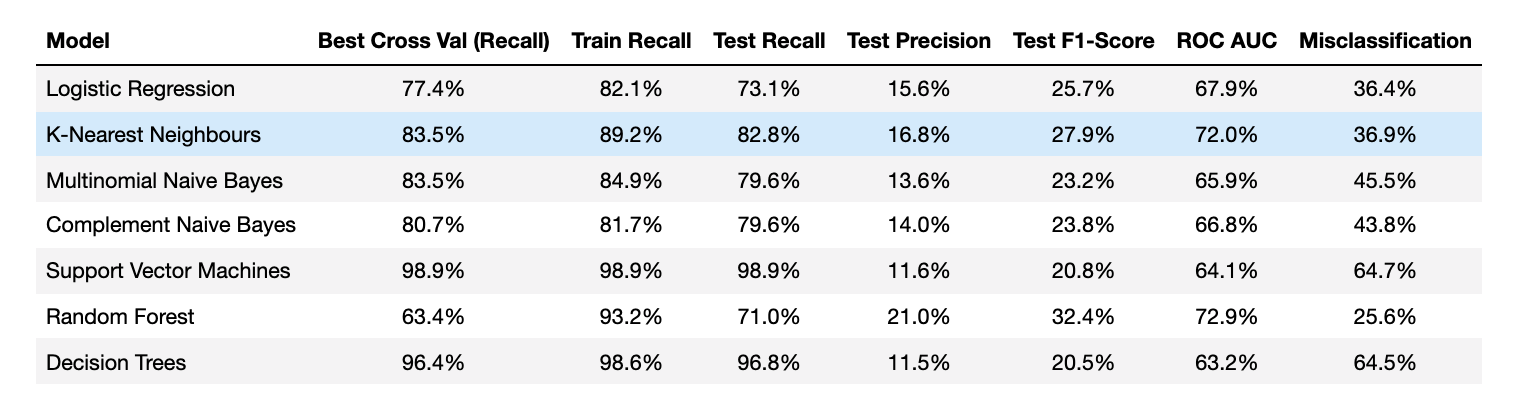 Model Best Cross Val (Recall) Train Recall Test Recall Test Precision Test F1-Score ROC AUC Misclassification
Logistic Regression 77.4% 82.1% 73.1% 15.6% 25.7% 67.9% 36.4%
K-Nearest Neighbours 83.5% 89.2% 82.8% 16.8% 27.9% 72.0% 36.9%
Multinomial Naive Bayes 83.5% 84.9% 79.6% 13.6% 23.2% 65.9% 45.5%
Complement Naive Bayes 80.7% 81.7% 79.6% 14.0% 23.8% 66.8% 43.8%
Support Vector Machines 98.9% 98.9% 98.9% 11.6% 20.8% 64.1% 64.7%
Random Forest 63.4% 93.2% 71.0% 21.0% 32.4% 72.9% 25.6%
Decision Trees 96.4% 98.6% 96.8% 11.5% 20.5% 63.2% 64.5%